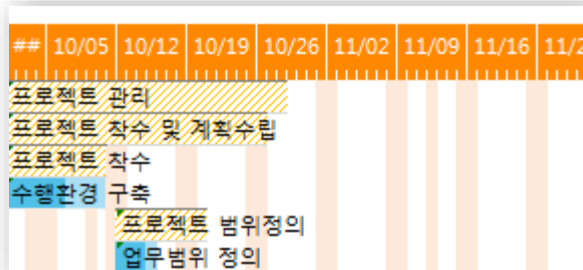 ## 10/05 10/12 10/19 10/26 11/02 11/09 11/16 11/2
프로젝트 관리
프로젝트 착수 및 계획수립
프로젝트 착수
수행환경 구축
프로젝트 범위정의
업무범위 정의